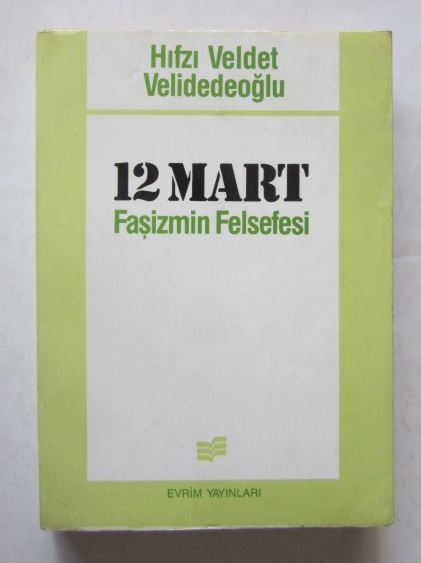 Hıfzı Veldet
Velidedeoğlu
12 MART
Faşizmin Felsefesi
EVRİM YAYINLARI